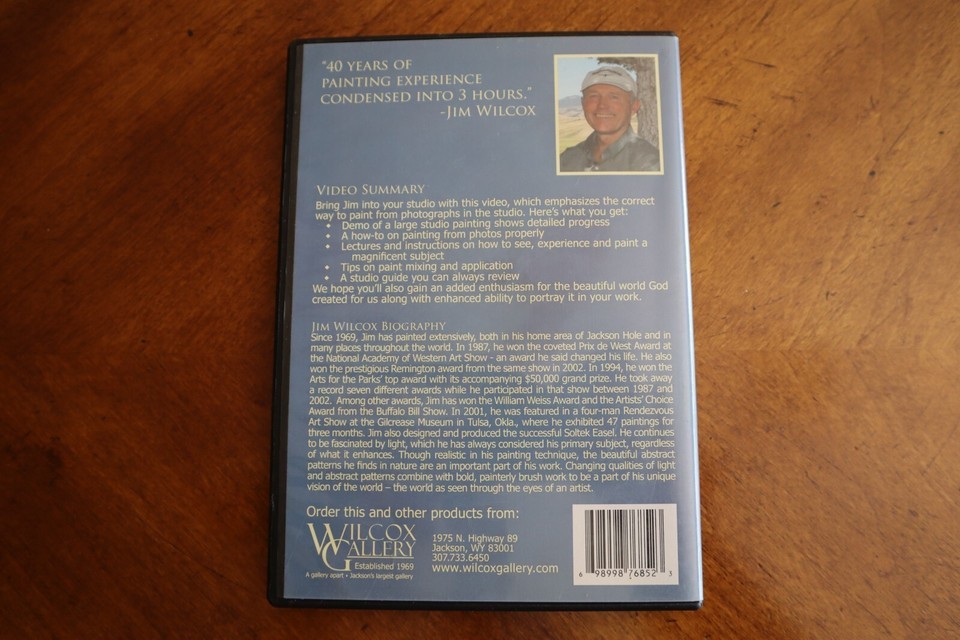 "40 YEARS OF
PAINTING EXPERIENCE
CONDENSED INTO 3 HOURS."
-JIM WILCOX
VIDEO SUMMARY
Bring Jim into your studio with this video, which emphasizes the correct
way to paint from photographs in the studio. Here's what you get:
• Demo of a large studio painting shows detailed progress
• A how-to on painting from photos properly
• Lectures and instructions on how to see, experience and paint a
magnificent subject
• Tips on paint mixing and application
• A studio guide you can always review
We hope you'll also gain an added enthusiasm for the beautiful world God
created for us along with enhanced ability to portray it in your work.
JIM WILCOX BIOGRAPHY
Since 1969, Jim has painted extensively, both in his home area of Jackson Hole and in
many places throughout the world. In 1987, he won the coveted Prix de West Award at
the National Academy of Western Art Show - an award he said changed his life. He also
won the prestigious Remington award from the same show in 2002. In 1994, he won the
Arts for the Parks' top award with its accompanying $50,000 grand prize. He took away
a record seven different awards while he participated in that show between 1987 and
2002. Among other awards, Jim has won the William Weiss Award and the Artists' Choice
Award from the Buffalo Bill Show. In 2001, he was featured in a four-man Rendezvous
Art Show at the Gilcrease Museum in Tulsa, Okla., where he exhibited 47 paintings for
three months. Jim also designed and produced the successful Soltek Easel. He continues
to be fascinated by light, which he has always considered his primary subject, regardless
of what it enhances. Though realistic in his painting technique, the beautiful abstract
patterns he finds in nature are an important part of his work. Changing qualities of light
and abstract patterns combine with bold, painterly brush work to be a part of his unique
vision of the world – the world as seen through the eyes of an artist.
Order this and other products from:
WILCOX
GALLERY
Established 1969
A gallery apart • Jackson's largest gallery
1975 N. Highway 89
Jackson, WY 83001
307.733.6450
www.wilcoxgallery.com
6 98998 76852 3